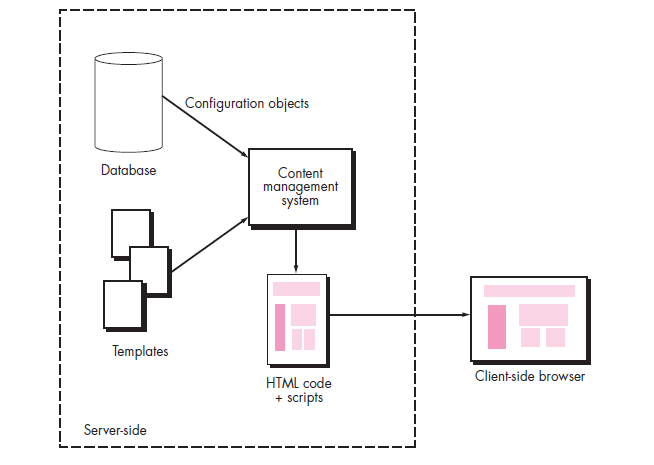 Configuration objects
Database
Content
management
system
Templates
HTML code
+ scripts
Client-side browser
Server-side